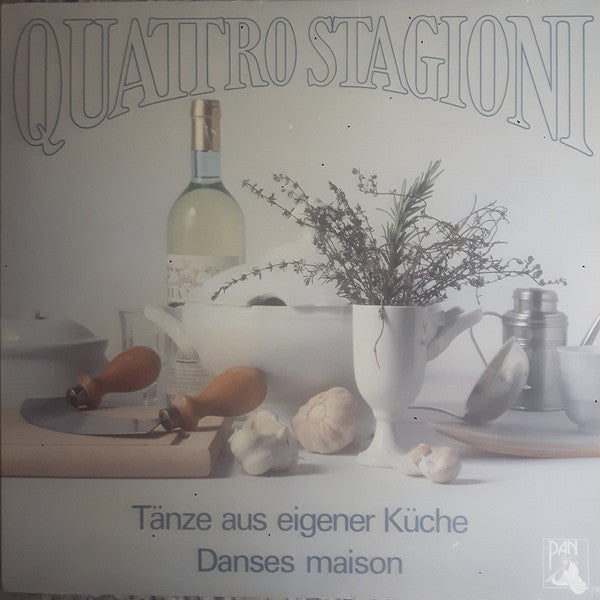 QUATTRO STAGIONI
Tänze aus eigener Küche
Danses maison
PAN